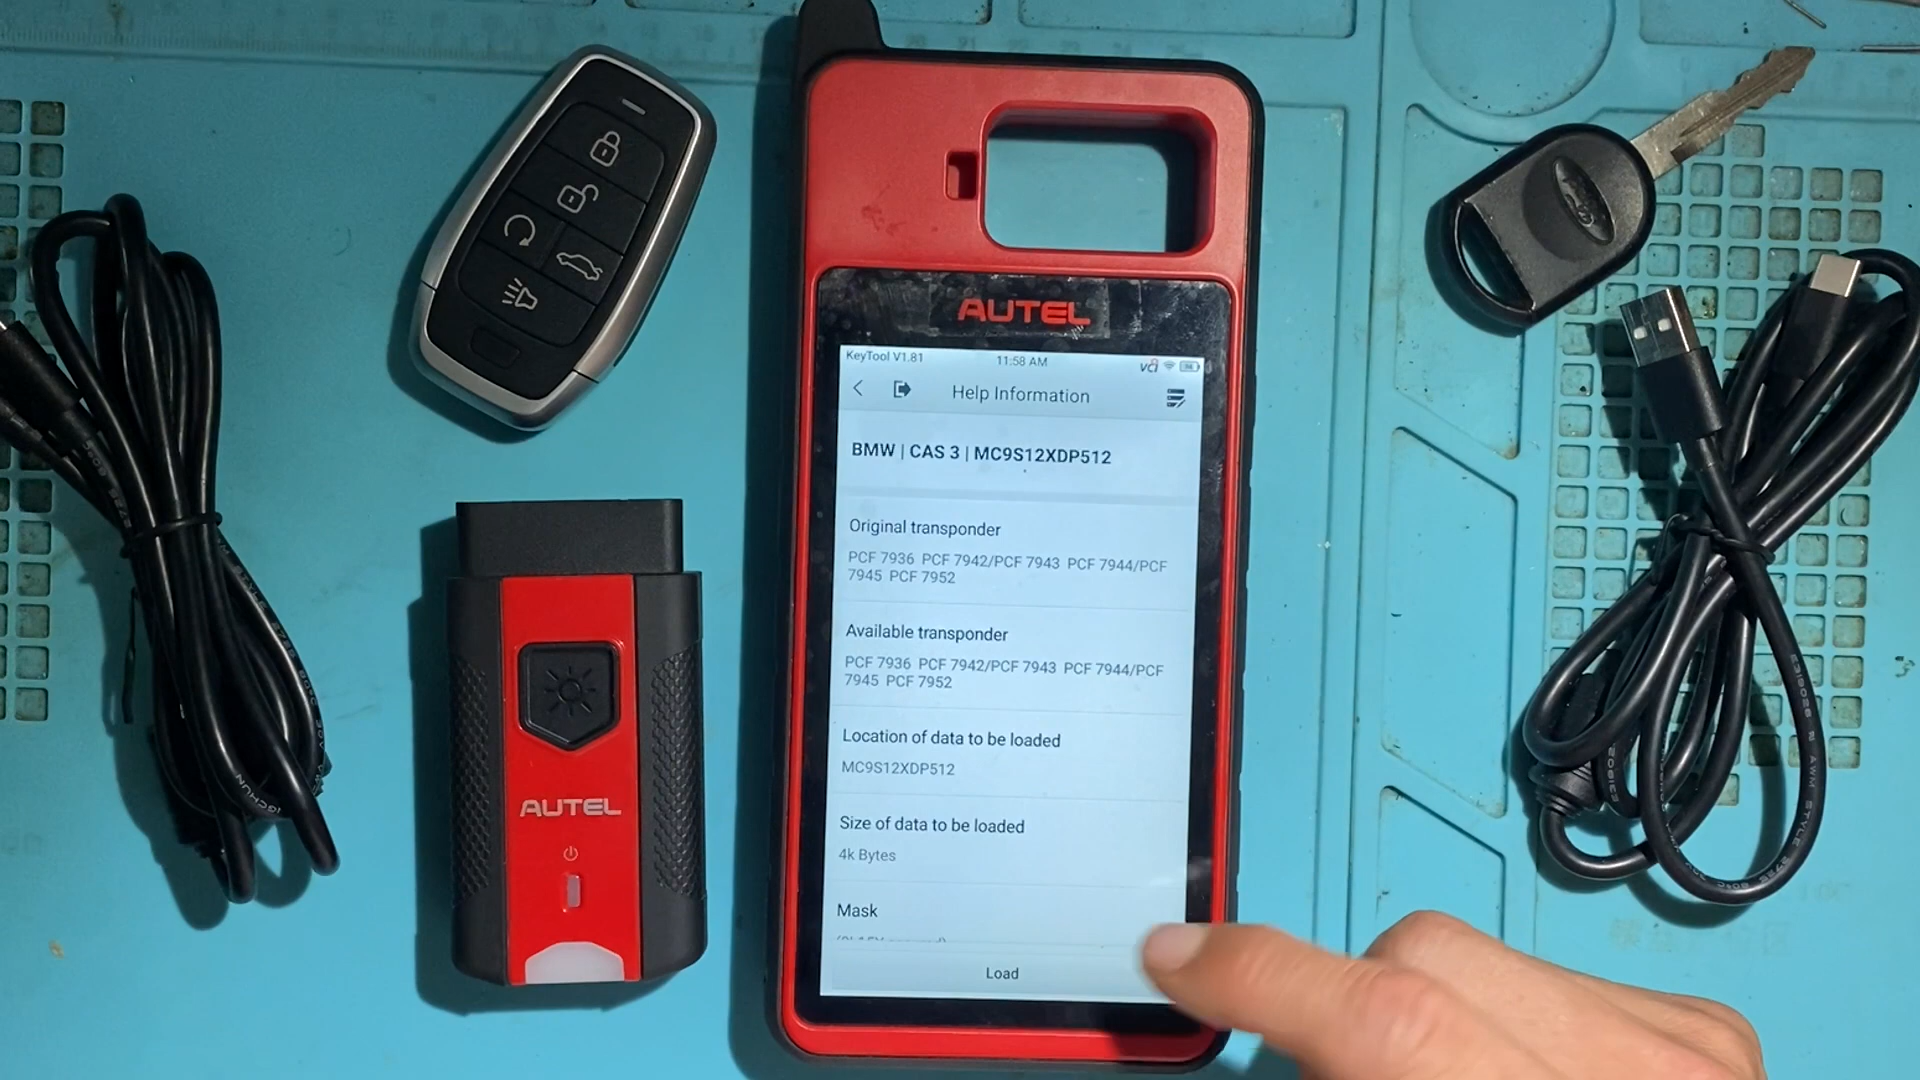 AUTEL
KeyTool V1.81
11:58 AM
VCI
Help Information
BMW | CAS 3 | MC9S12XDP512
Original transponder
PCF 7936 PCF 7942/PCF 7943 PCF 7944/PCF
7945 PCF 7952
Available transponder
PCF 7936 PCF 7942/PCF 7943 PCF 7944/PCF
7945 PCF 7952
Location of data to be loaded
MC9S12XDP512
Size of data to be loaded
4k Bytes
Mask
Load
AUTEL
Ford